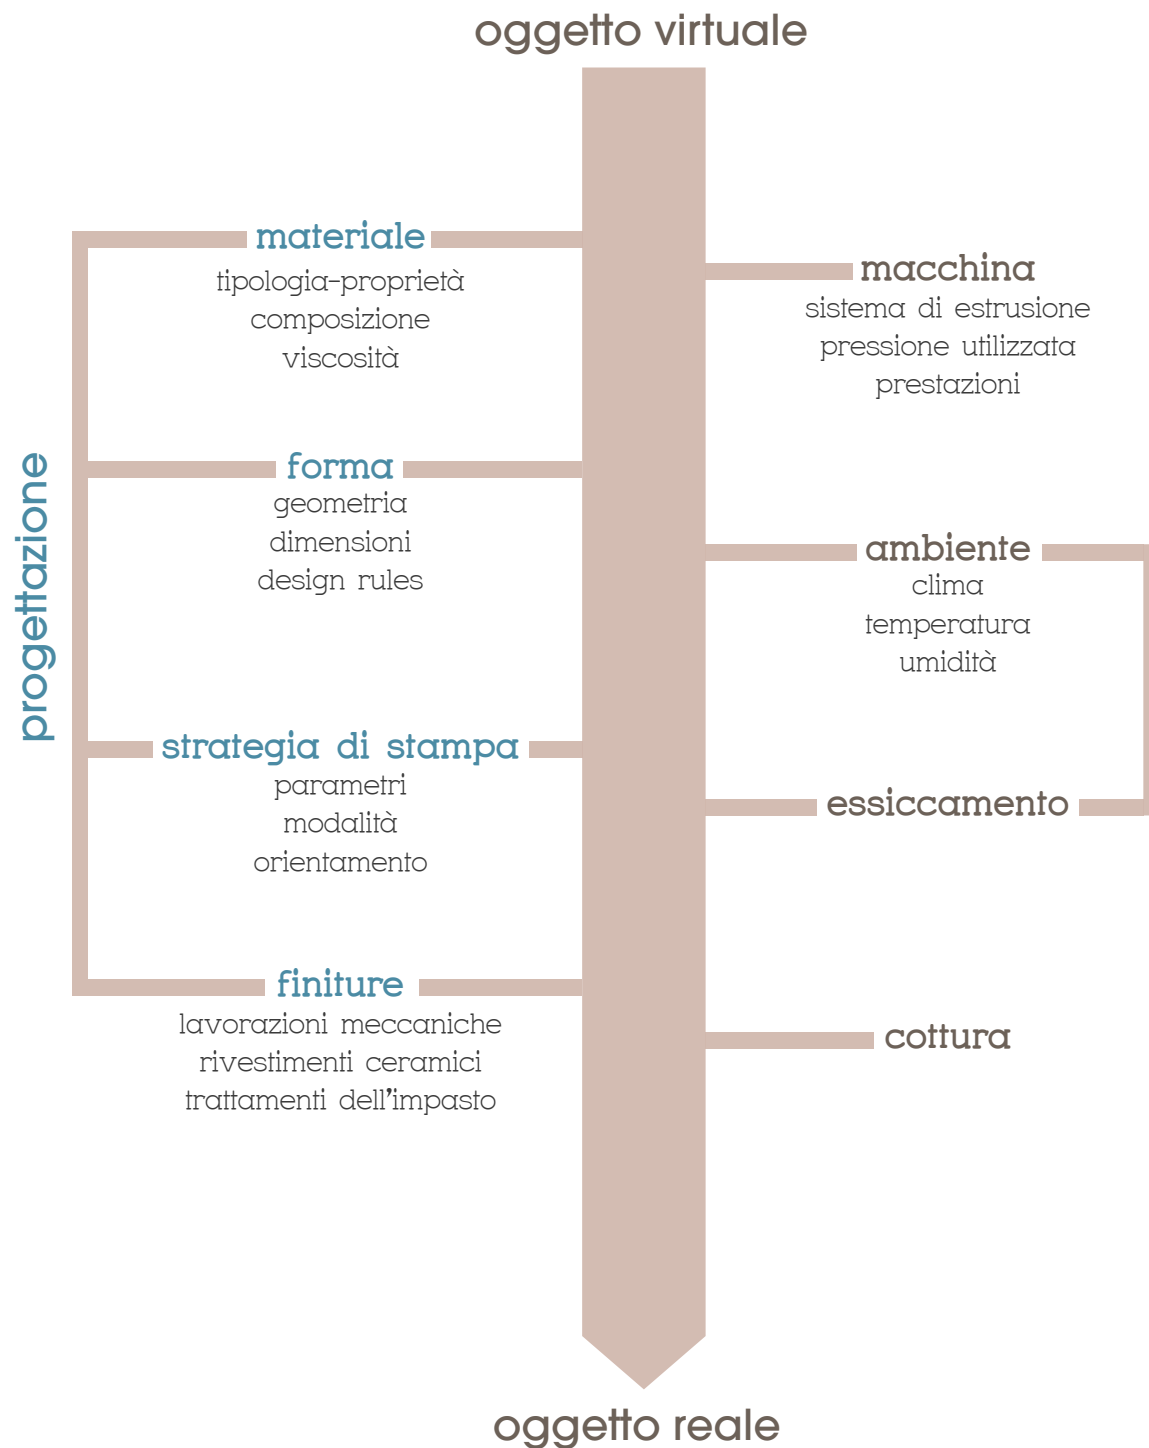 oggetto virtuale
progettazione
materiale
tipologia-proprietà
composizione
viscosità
forma
geometria
dimensioni
design rules
strategia di stampa
parametri
modalità
orientamento
finiture
lavorazioni meccaniche
rivestimenti ceramici
trattamenti dell'impasto
macchina
sistema di estrusione
pressione utilizzata
prestazioni
ambiente
clima
temperatura
umidità
essiccamento
cottura
oggetto reale